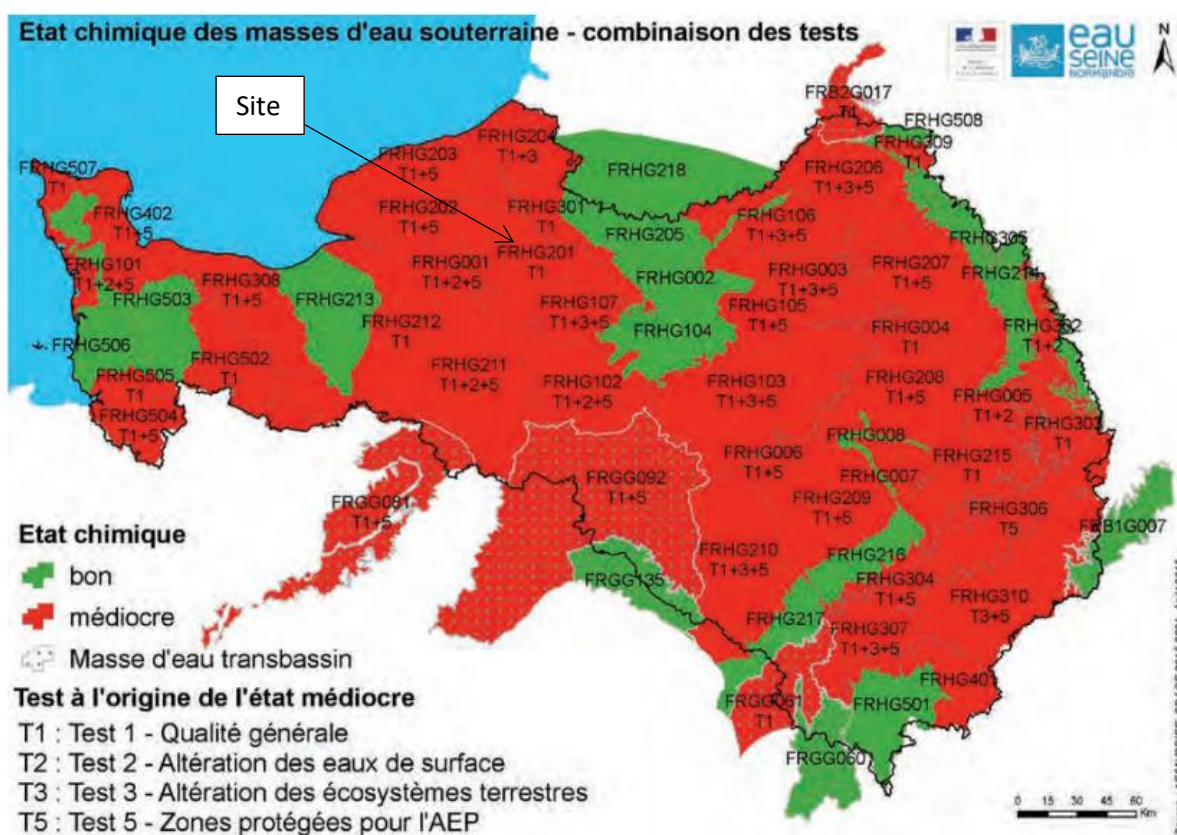 Etat chimique des masses d'eau souterraine - combinaison des tests
eau
SEINE
NORMANDIE
N
Site
FRB2G017
T1
FRHG508
FRHG309
T1
FRHG204
T1+3
FRHG203
T1+5
FRHG206
T1+3+5
FRHG218
FRHG507
T1
FRHG402
T1+5
FRHG202
T1+5
FRHG301
T1
FRHG106
T1+3+5
FRHG205
FRHG305
FRHG201
T1
FRHG001
T1+2+5
FRHG101
T1+2+5
FRHG308
T1+5
FRHG002
FRHG003
T1+3+5
FRHG207
T1+5
FRHG214
FRHG503
FRHG213
FRHG107
T1+3+5
FRHG105
T1+5
FRHG212
T1
FRHG104
FRHG004
T1
FRHG302
T1+2
FRHG506
FRHG502
T1
FRHG505
T1
FRHG211
T1+2+5
FRHG102
T1+2+5
FRHG103
T1+3+5
FRHG208
T1+5
FRHG005
T1+2
FRHG504
T1+5
FRHG303
T1
FRHG008
FRHG006
T1+5
FRHG215
T1
FRHG007
FRGG092
T1+5
FRGG081
T1+5
FRHG209
T1+5
FRHG306
T5
FRB1G007
FRHG210
T1+3+5
FRHG216
FRGG135
FRHG304
T1+5
FRHG310
T3+5
FRHG217
FRHG307
T1+3+5
FRHG401
FRGG061
T1
FRHG501
FRGG060
Etat chimique
bon
médiocre
Masse d'eau transbassin
Test à l'origine de l'état médiocre
T1 : Test 1 - Qualité générale
T2 : Test 2 - Altération des eaux de surface
T3 : Test 3 - Altération des écosystèmes terrestres
T5 : Test 5 - Zones protégées pour l'AEP
0 15 30 45 60
Km